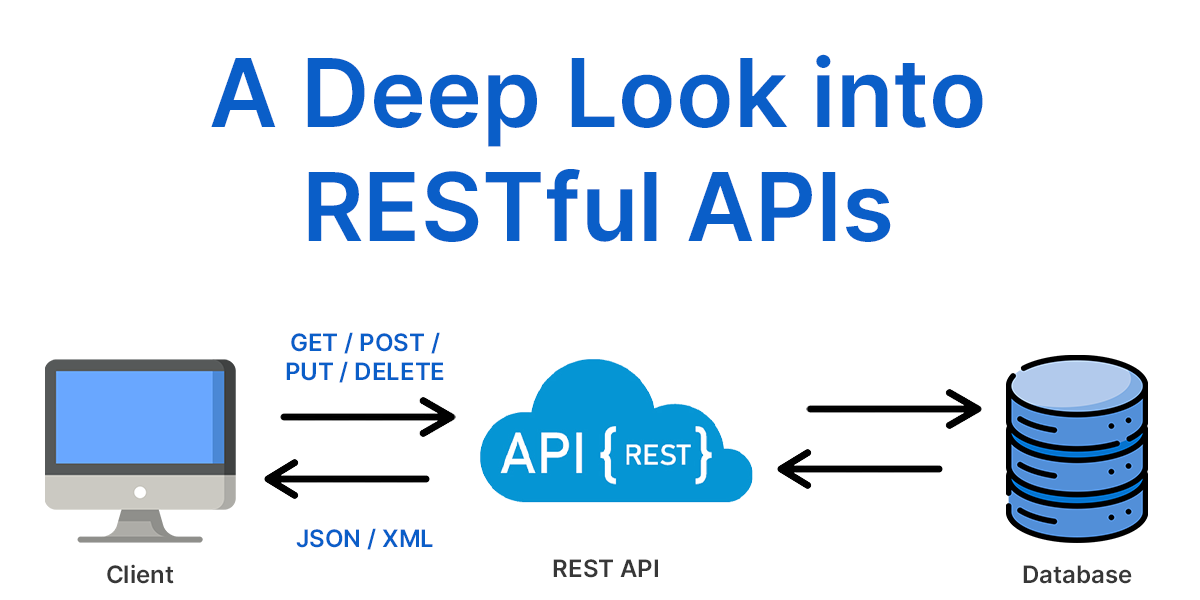 A Deep Look into
RESTful APIs
GET / POST /
PUT / DELETE
API { REST }
JSON / XML
Client
REST API
Database